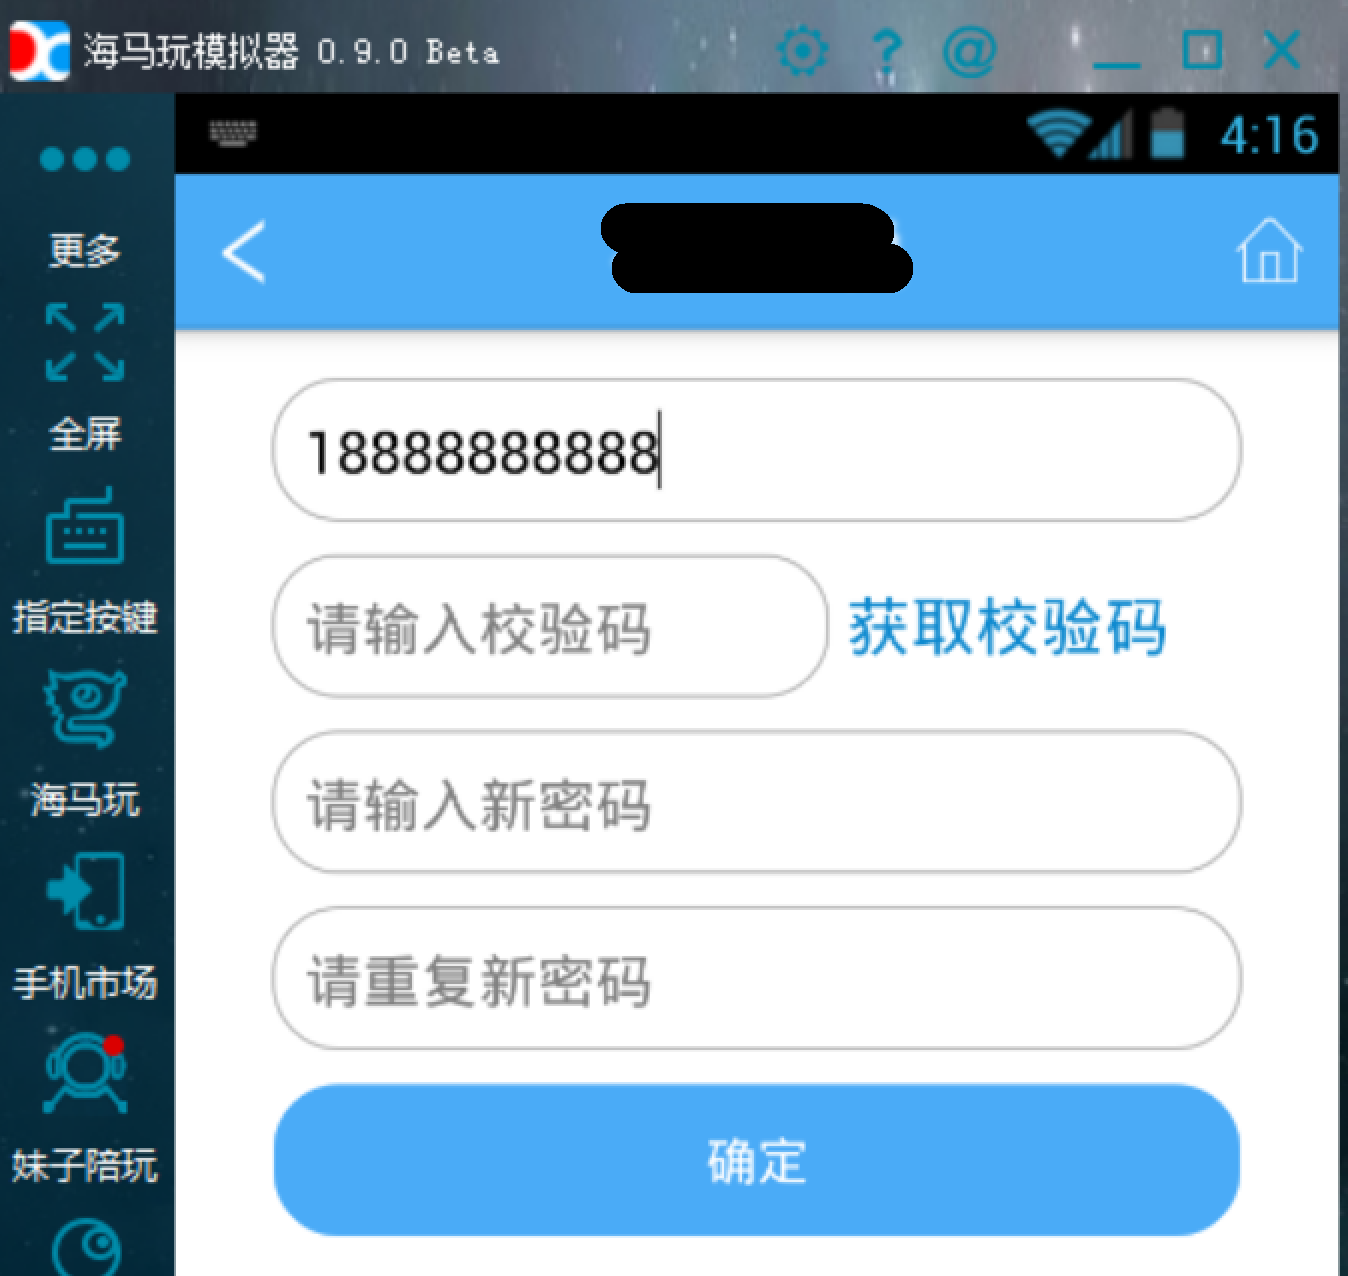 海马玩模拟器 0.9.0 Beta
4:16
更多
全屏
指定按键
海马玩
手机市场
妹子陪玩
18888888888
请输入校验码 获取校验码
请输入新密码
请重复新密码
确定